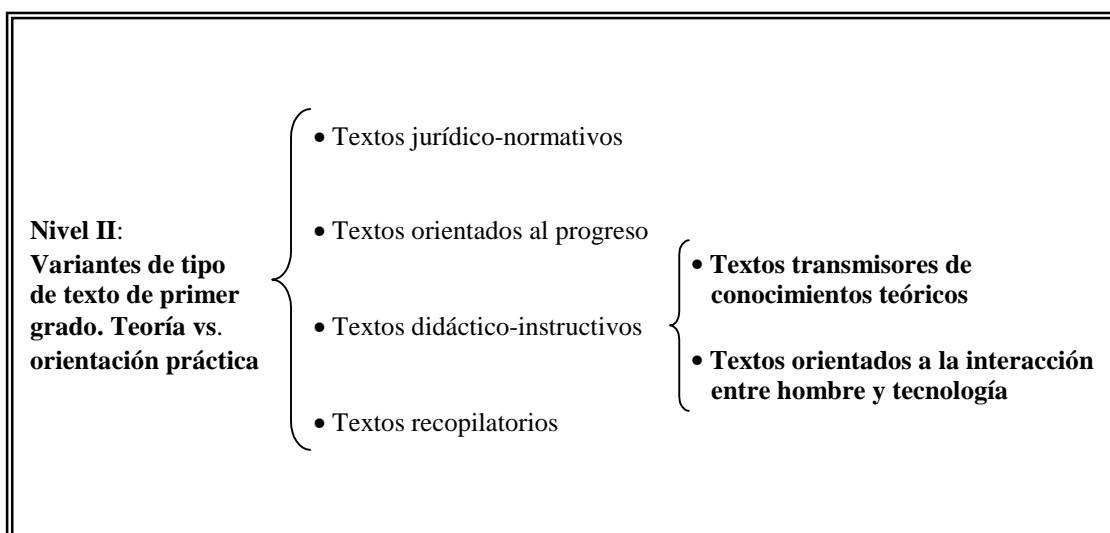 • Textos jurídico-normativos
Nivel II:
Variantes de tipo
de texto de primer
grado. Teoría vs.
orientación práctica
• Textos orientados al progreso
• Textos didáctico-instructivos
• Textos recopilatorios
• Textos transmisores de
conocimientos teóricos
• Textos orientados a la interacción
entre hombre y tecnología